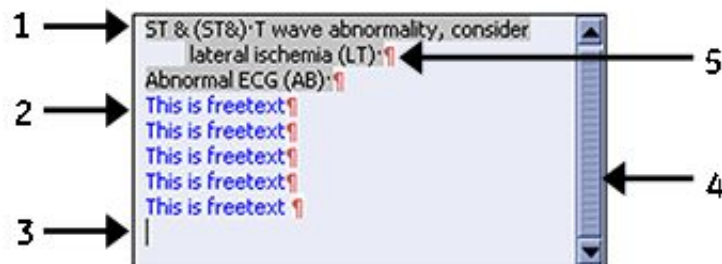 1
ST & (ST&)·T wave abnormality, consider
lateral ischemia (LT)·¶
5
Abnormal ECG (AB)·¶
2
This is freetext¶
This is freetext¶
This is freetext¶
4
This is freetext¶
This is freetext ¶
3